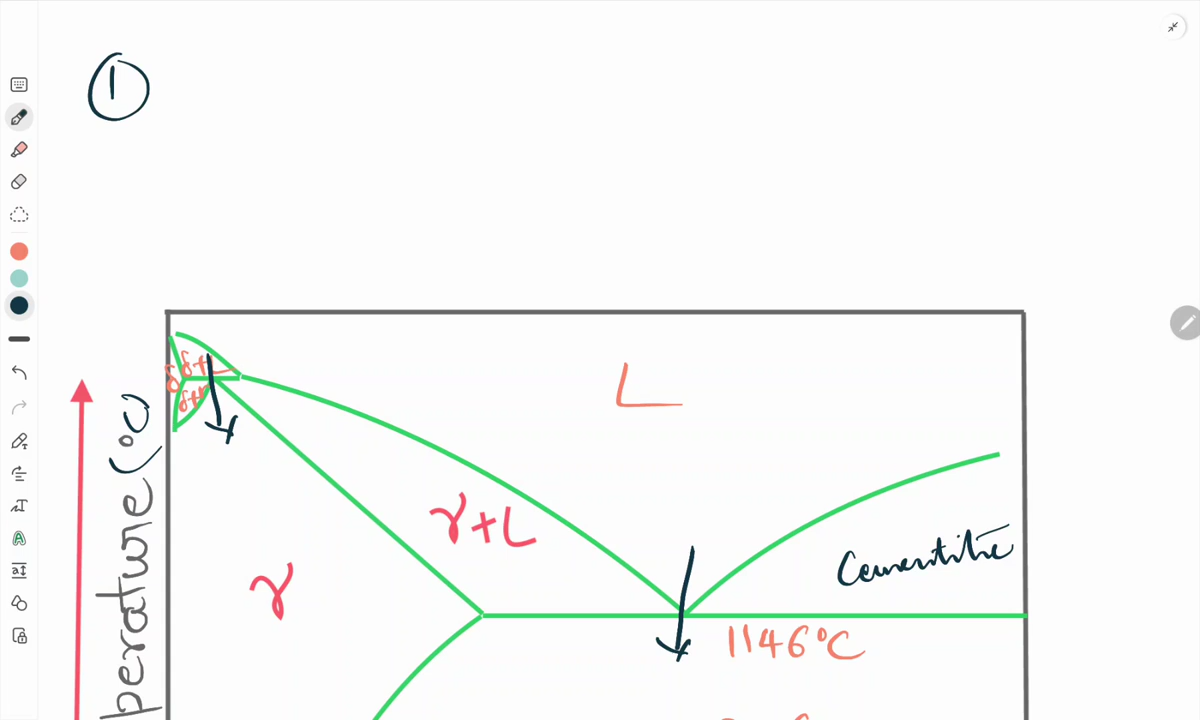 ①
L
δ+L
δ
δ+γ
perature(°C)
γ+L
Cementite
γ
1146°C